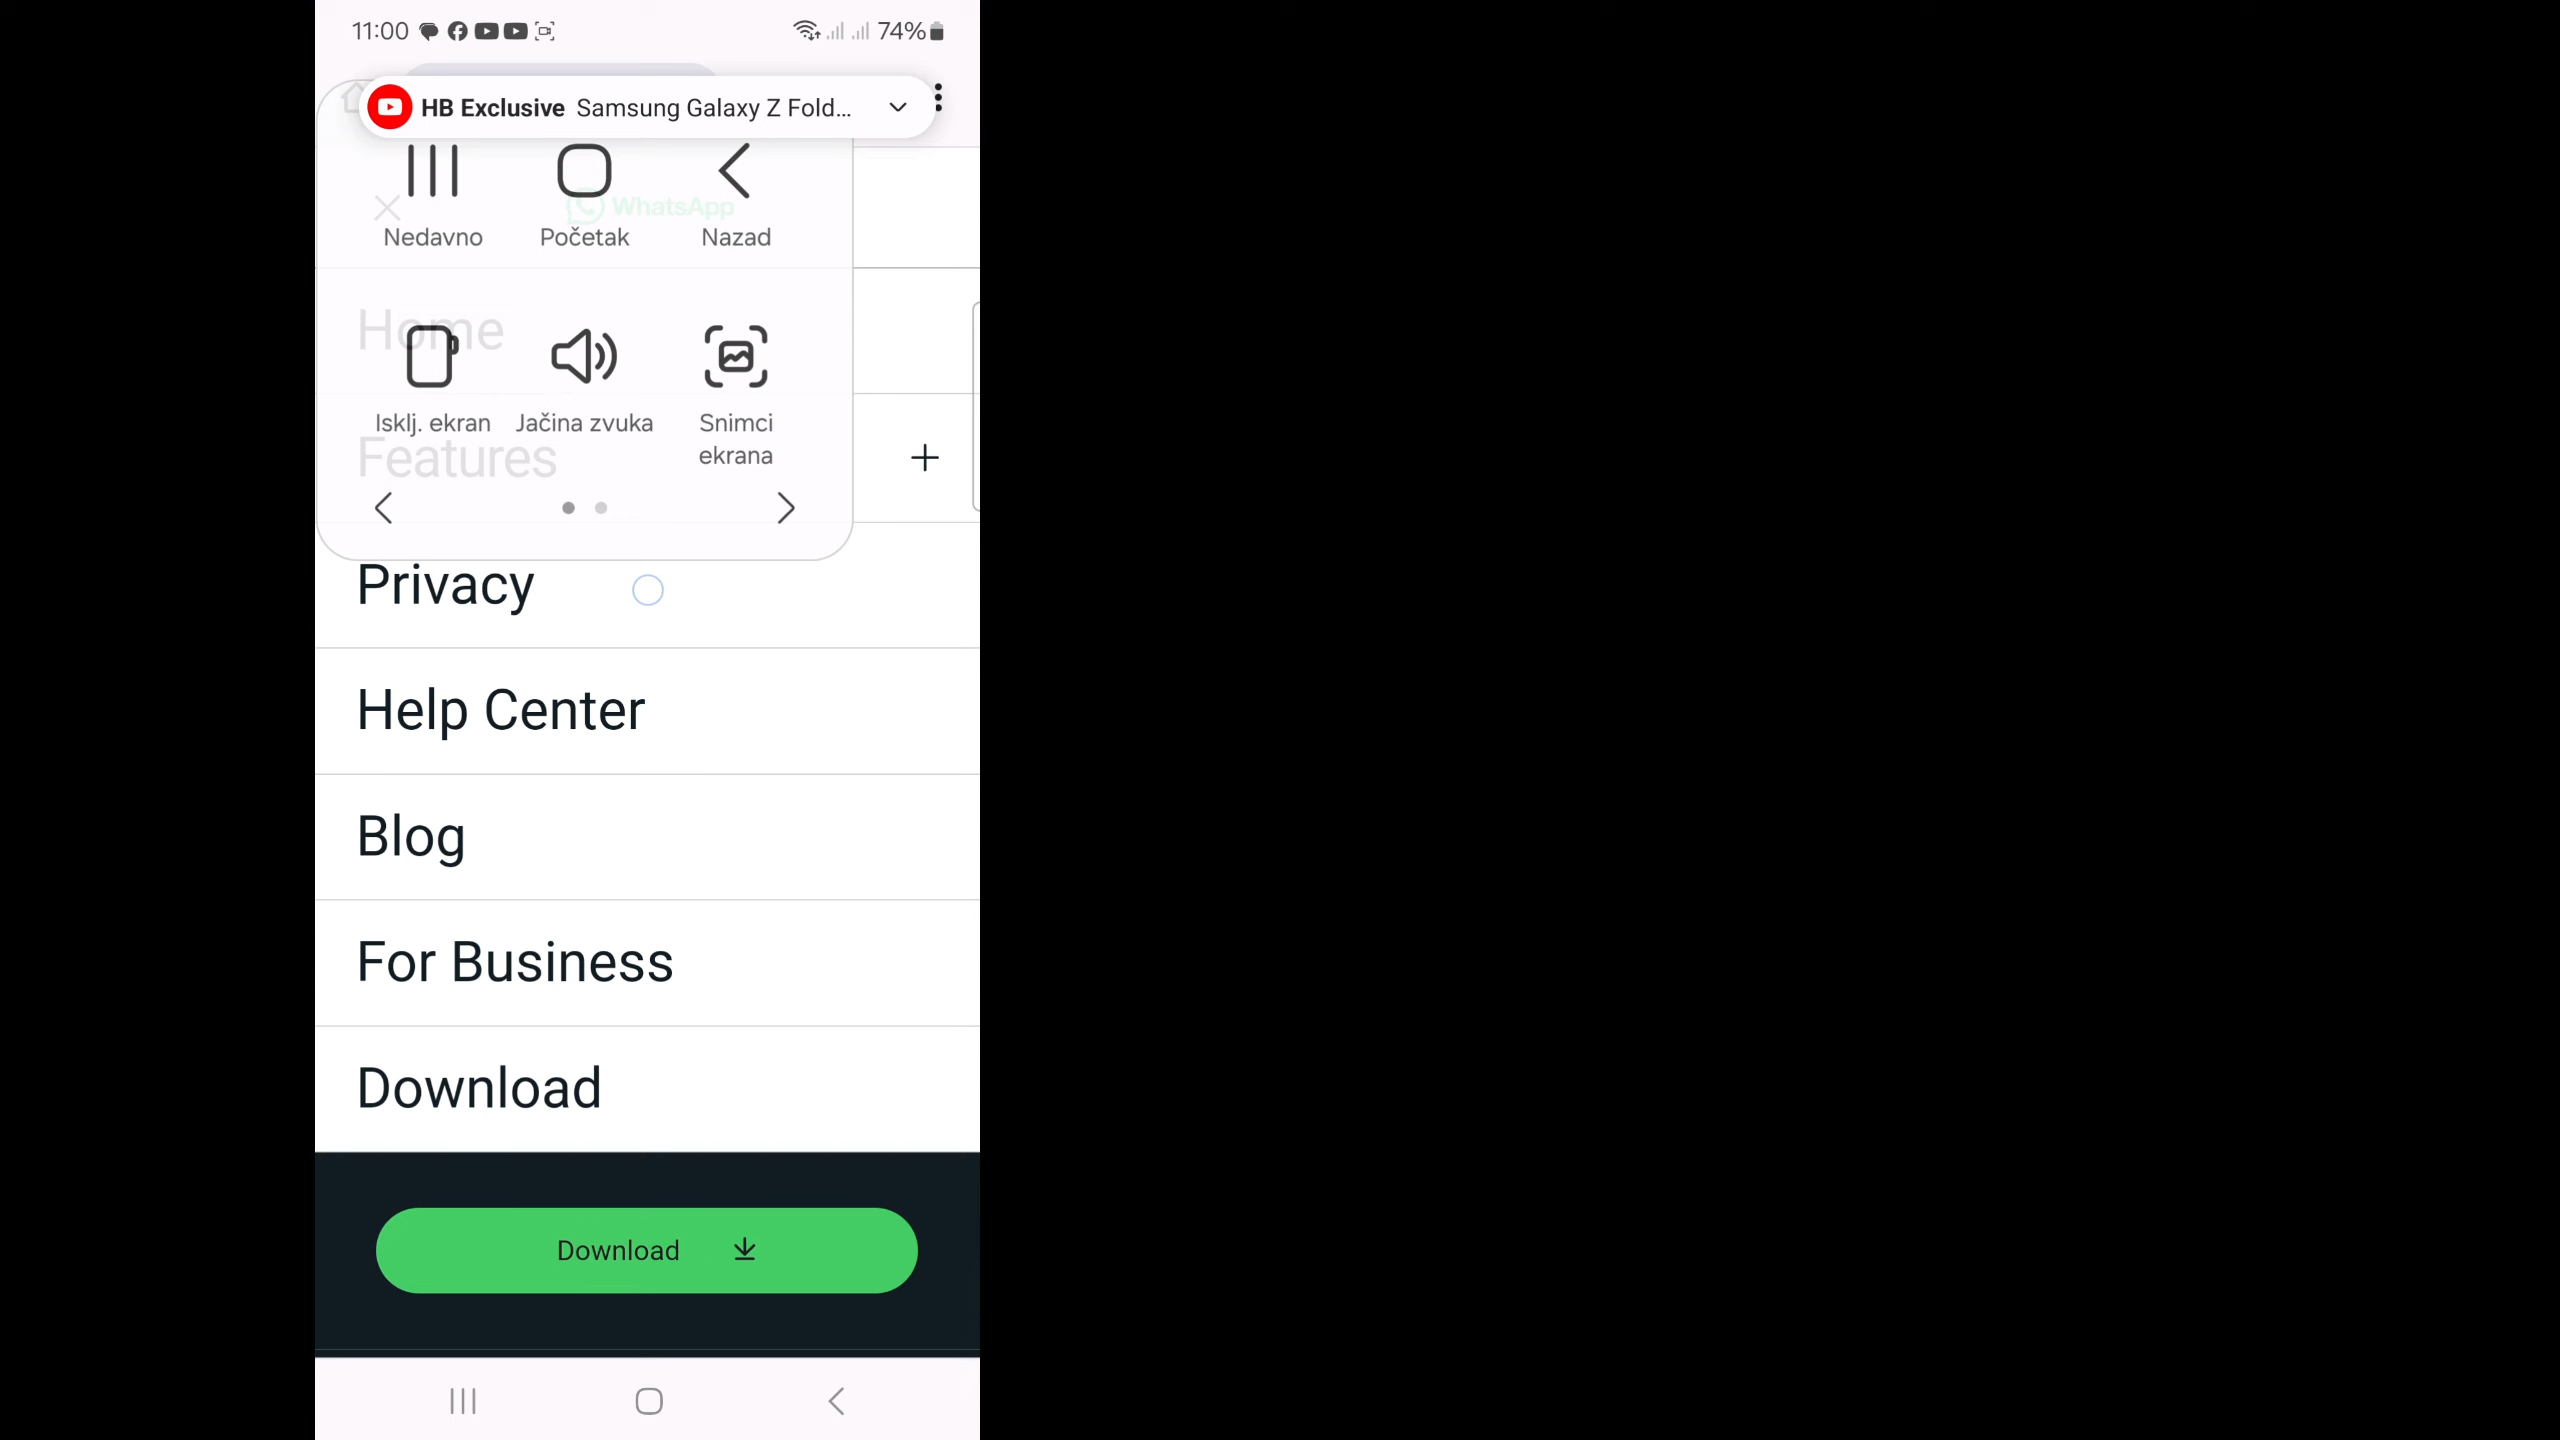 11:00
74%
HB Exclusive Samsung Galaxy Z Fold...
WhatsApp
Nedavno
Početak
Nazad
Home
Isklj. ekran
Jačina zvuka
Snimci
ekrana
Features
Privacy
Help Center
Blog
For Business
Download
Download